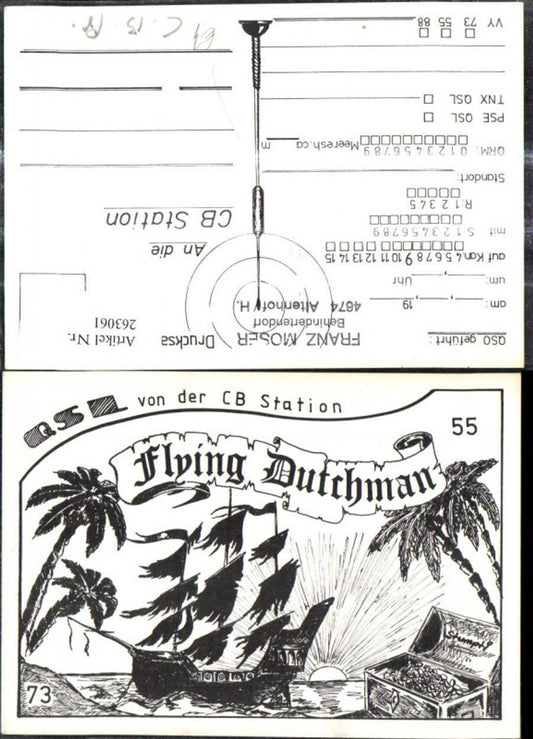 QSO geführt:
am: , , 19
um: , Uhr
auf Kan. 4 5 6 7 8 9 10 11 12 13 14 15
mit S: 1 2 3 4 5 6 7 8 9
R: 1 2 3 4 5
Standort:
QRM: 0 1 2 3 4 5 6 7 8 9 Meeresh.ca m
PSE QSL
TNX QSL
VY 73 55 88
FRANZ MOSER
Behindertendorf
4674 Altenhof/H.
Drucksa
Artikel Nr.
263061
An die
CB Station
QSL von der CB Station
55
Flying Dutchman
73